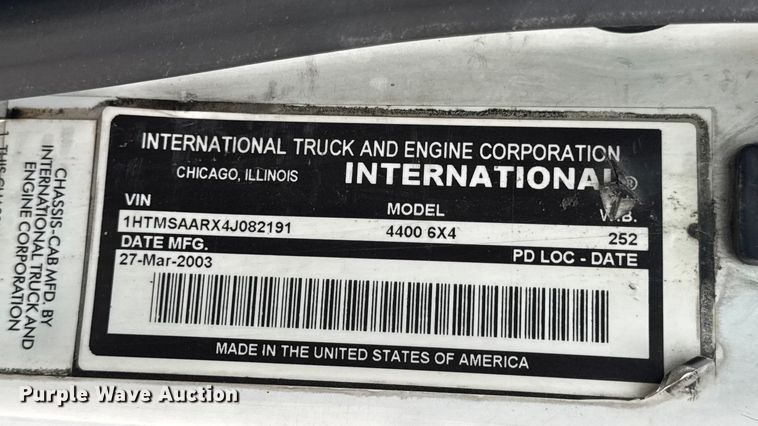 INTERNATIONAL TRUCK AND ENGINE CORPORATION
CHICAGO, ILLINOIS INTERNATIONAL®
VIN MODEL W.B.
1HTMSAARX4J082191 4400 6X4 252
DATE MFG. PD LOC - DATE
27-Mar-2003
MADE IN THE UNITED STATES OF AMERICA
CHASSIS-CAB MFD. BY
INTERNATIONAL TRUCK AND
ENGINE CORPORATION
Purple Wave Auction